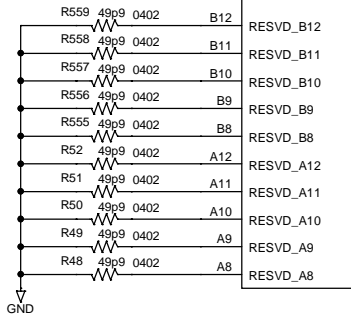 R559 49p9 0402 B12 RESVD_B12
R558 49p9 0402 B11 RESVD_B11
R557 49p9 0402 B10 RESVD_B10
R556 49p9 0402 B9 RESVD_B9
R555 49p9 0402 B8 RESVD_B8
R52 49p9 0402 A12 RESVD_A12
R51 49p9 0402 A11 RESVD_A11
R50 49p9 0402 A10 RESVD_A10
R49 49p9 0402 A9 RESVD_A9
R48 49p9 0402 A8 RESVD_A8
GND